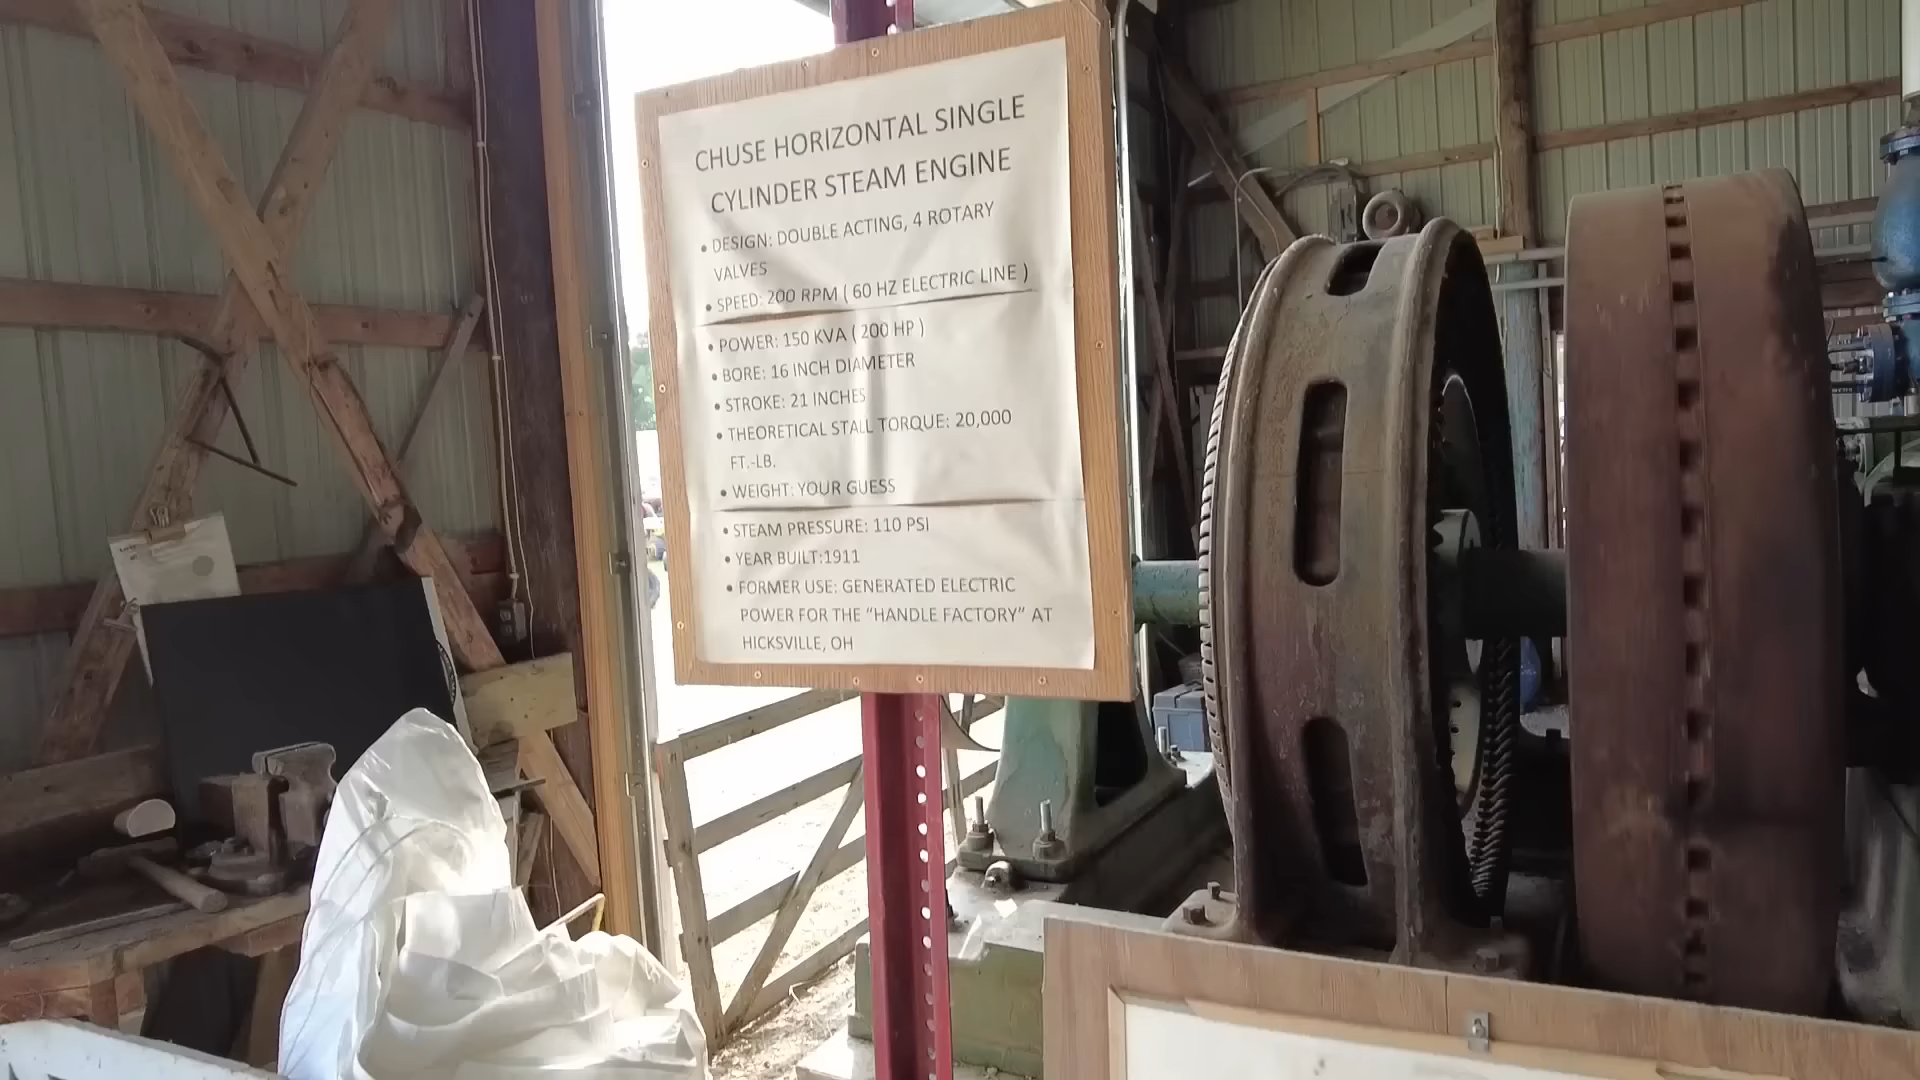 CHUSE HORIZONTAL SINGLE
CYLINDER STEAM ENGINE
• DESIGN: DOUBLE ACTING, 4 ROTARY
VALVES
• SPEED: 200 RPM ( 60 HZ ELECTRIC LINE )
• POWER: 150 KVA ( 200 HP )
• BORE: 16 INCH DIAMETER
• STROKE: 21 INCHES
• THEORETICAL STALL TORQUE: 20,000
FT.-LB.
• WEIGHT: YOUR GUESS
• STEAM PRESSURE: 110 PSI
• YEAR BUILT:1911
• FORMER USE: GENERATED ELECTRIC
POWER FOR THE “HANDLE FACTORY” AT
HICKSVILLE, OH